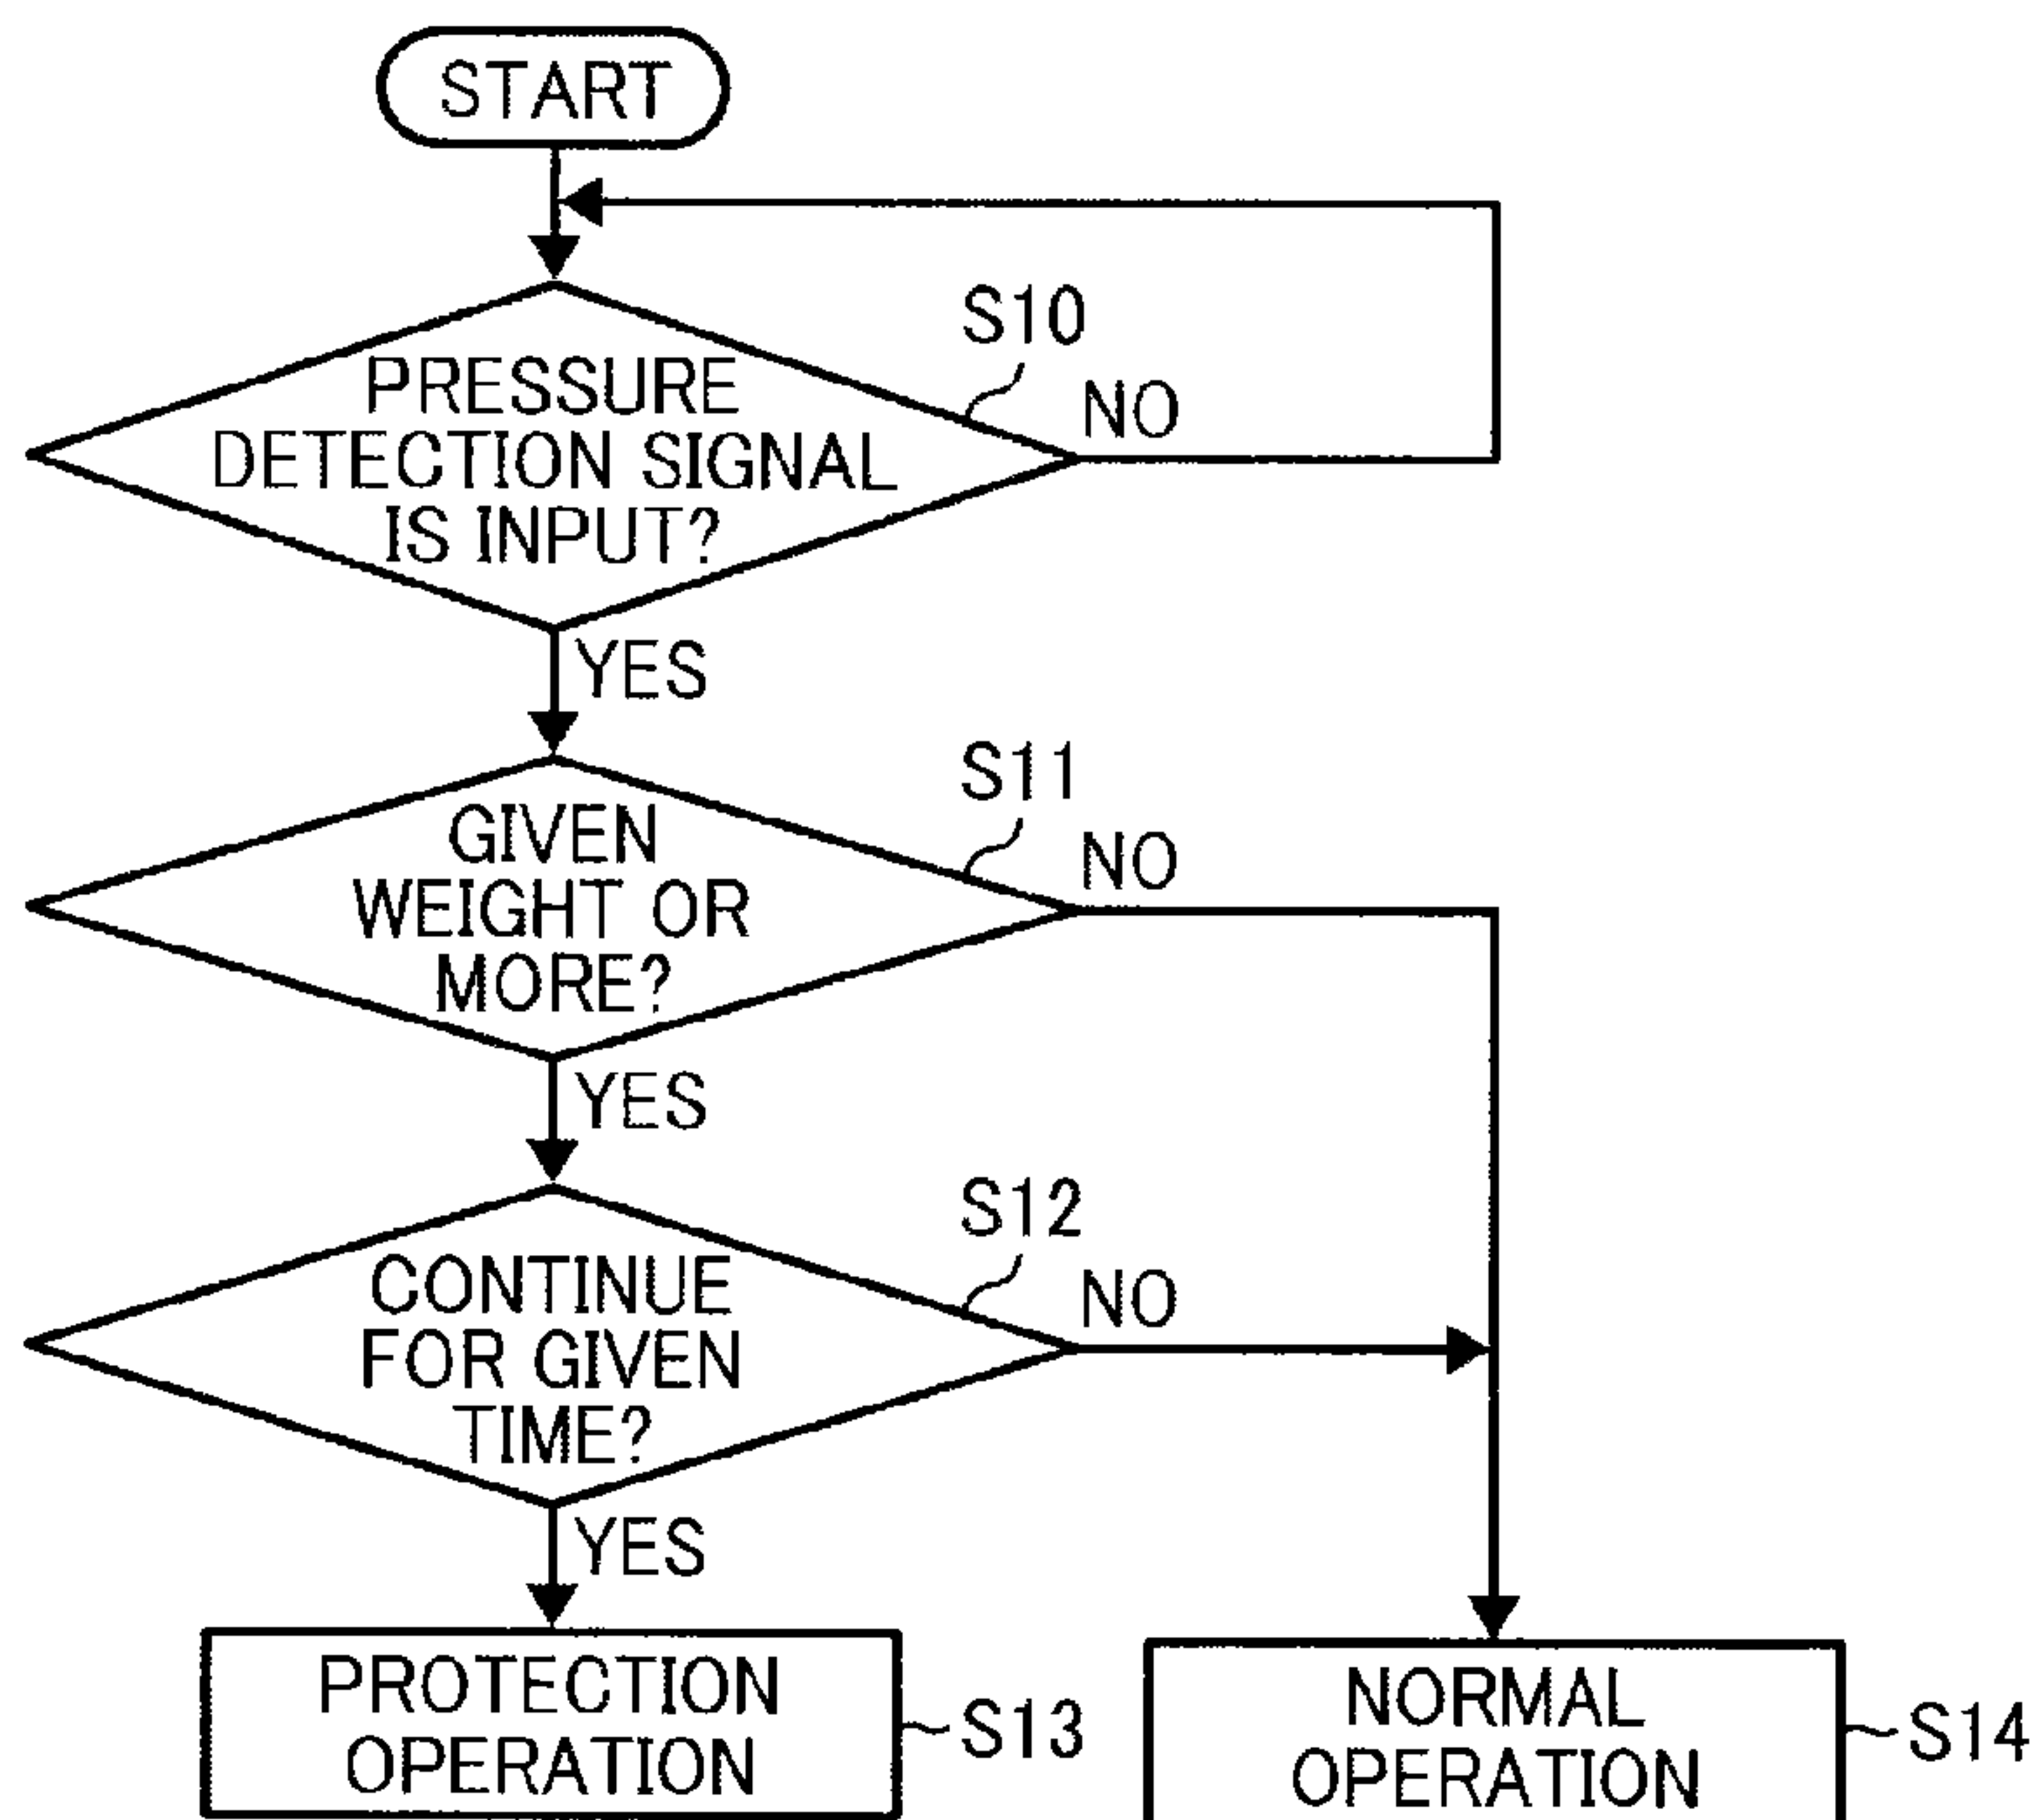 START
S10
PRESSURE
DETECTION SIGNAL
IS INPUT?
NO
YES
S11
GIVEN
WEIGHT OR
MORE?
NO
YES
S12
CONTINUE
FOR GIVEN
TIME?
NO
YES
PROTECTION
OPERATION
S13
NORMAL
OPERATION
S14